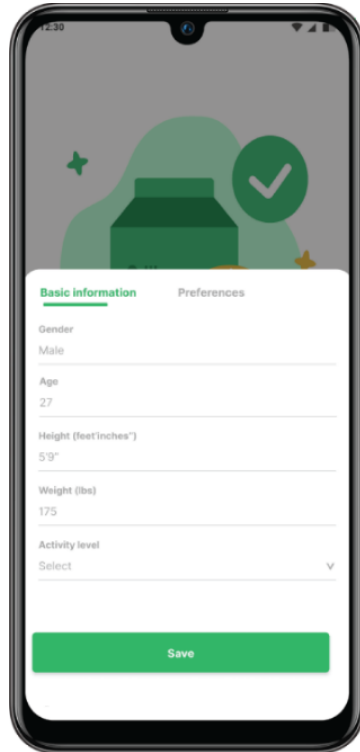 12:30
Basic information
Preferences
Gender
Male
Age
27
Height (feet'inches")
5'9"
Weight (lbs)
175
Activity level
Select
Save